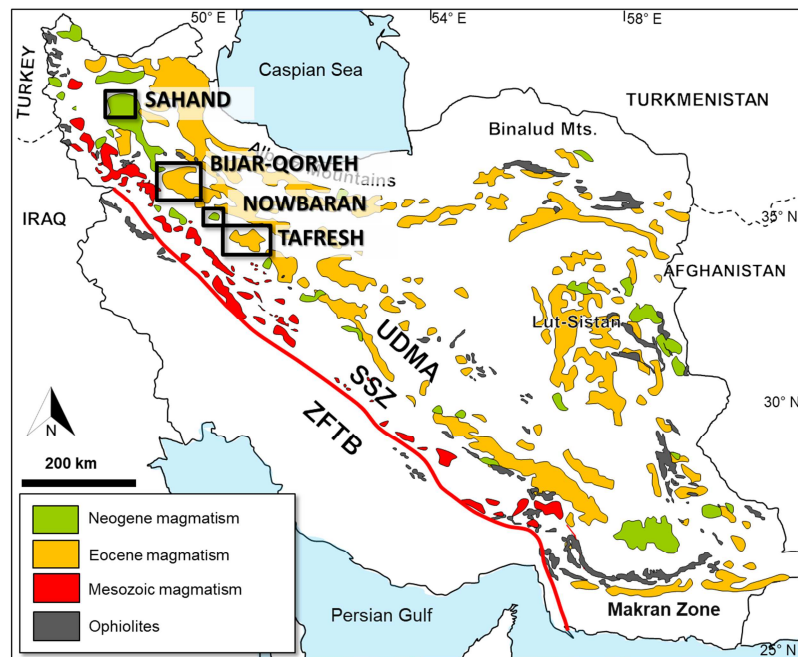 50° E
54° E
58° E
TURKEY
Caspian Sea
TURKMENISTAN
SAHAND
Binalud Mts.
BIJAR-QORVEH
Mountains
NOWBARAN
IRAQ
35° N
TAFRESH
AFGHANISTAN
Lut-Sistan
UDMA
SSZ
ZFTB
30° N
N
200 km
Neogene magmatism
Eocene magmatism
Mesozoic magmatism
Ophiolites
Makran Zone
Persian Gulf
25° N